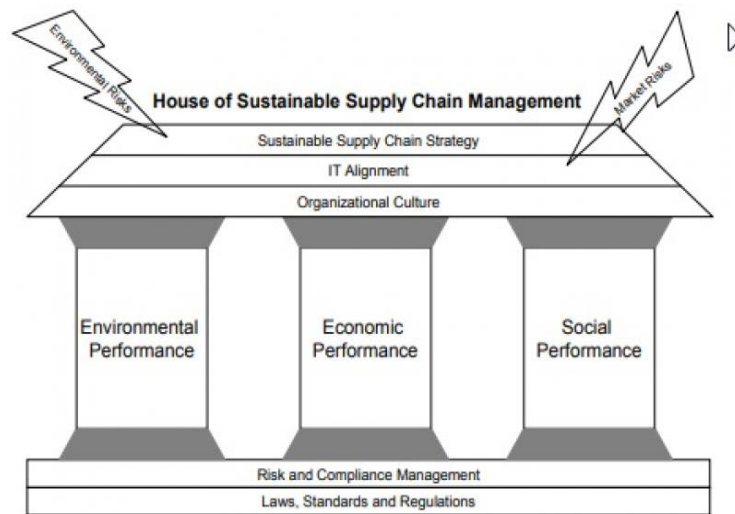 Environmental Risks
Market Risks
House of Sustainable Supply Chain Management
Sustainable Supply Chain Strategy
IT Alignment
Organizational Culture
Environmental
Performance
Economic
Performance
Social
Performance
Risk and Compliance Management
Laws, Standards and Regulations